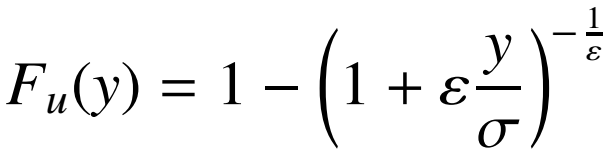 F_u(y) = 1 - \left(1 + \varepsilon \frac{y}{\sigma}\right)^{-\frac{1}{\varepsilon}}